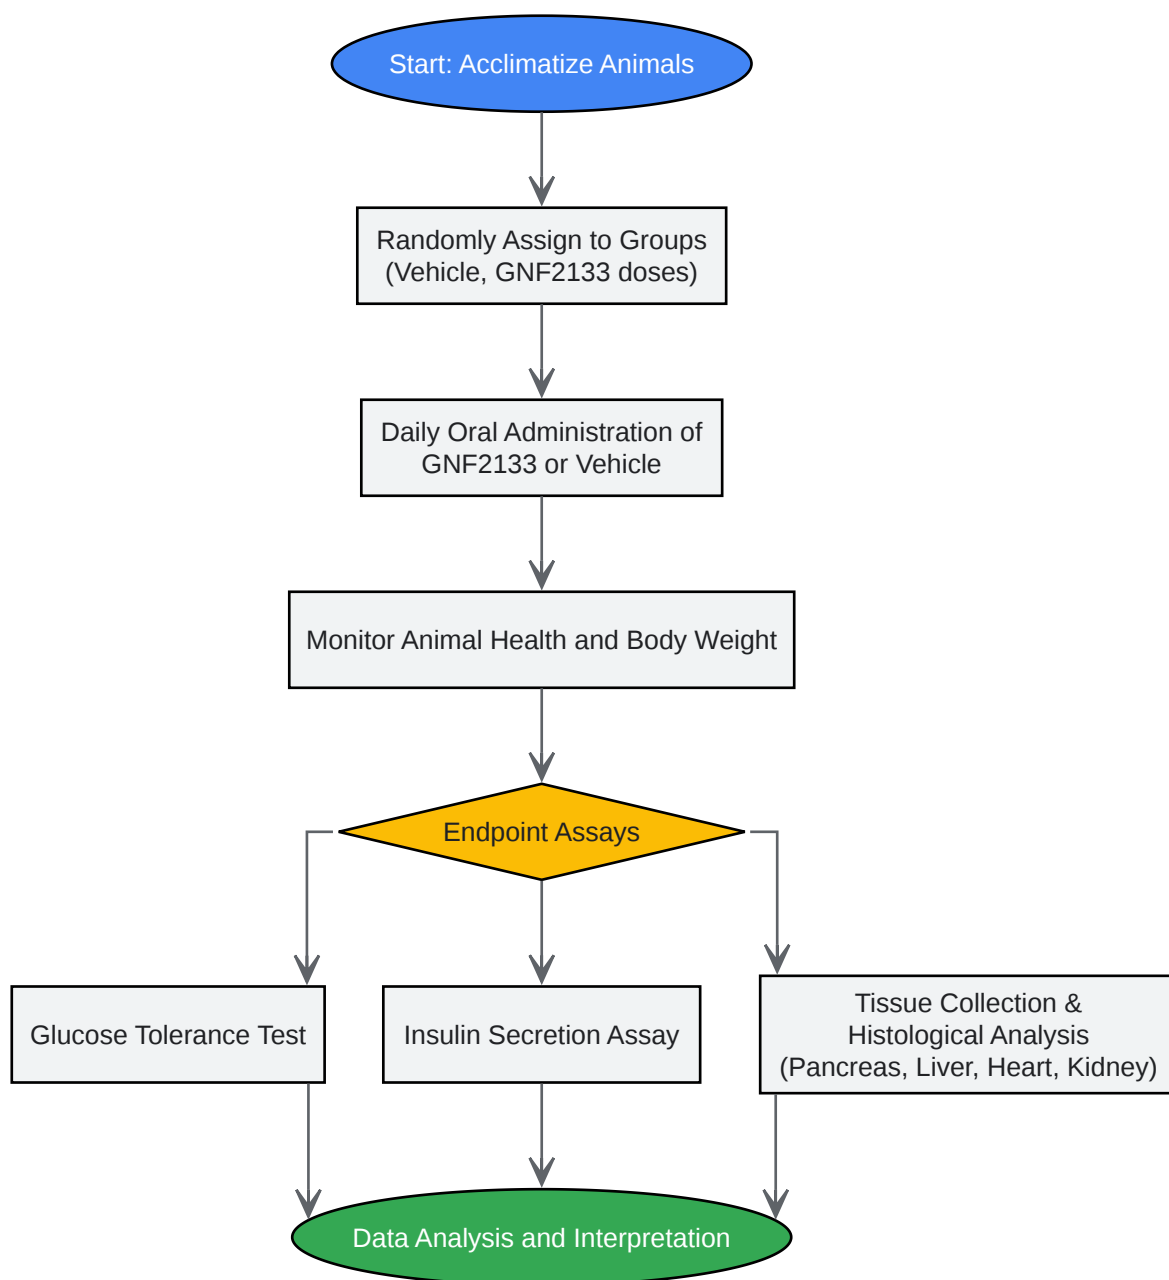 Start: Acclimatize Animals
Randomly Assign to Groups
(Vehicle, GNF2133 doses)
Daily Oral Administration of
GNF2133 or Vehicle
Monitor Animal Health and Body Weight
Endpoint Assays
Glucose Tolerance Test
Insulin Secretion Assay
Tissue Collection &
Histological Analysis
(Pancreas, Liver, Heart, Kidney)
Data Analysis and Interpretation